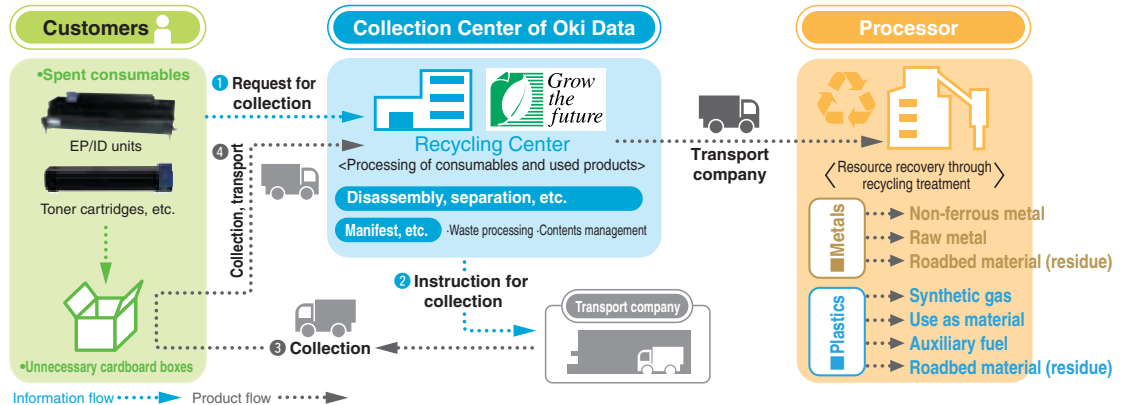 Customers
•Spent consumables
EP/ID units
Toner cartridges, etc.
•Unnecessary cardboard boxes
1 Request for
collection
4 Collection, transport
Collection Center of Oki Data
Grow
the
future
Recycling Center
<Processing of consumables and used products>
Disassembly, separation, etc.
Manifest, etc. ·Waste processing ·Contents management
2 Instruction for
collection
Transport company
3 Collection
Transport
company
Processor
〈Resource recovery through
recycling treatment〉
■Metals
Non-ferrous metal
Raw metal
Roadbed material (residue)
■Plastics
Synthetic gas
Use as material
Auxiliary fuel
Roadbed material (residue)
Information flow
Product flow